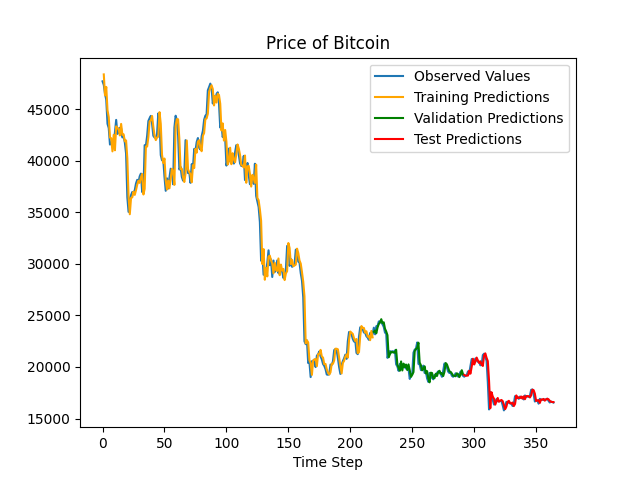 Price of Bitcoin
Observed Values
Training Predictions
Validation Predictions
Test Predictions
45000
40000
35000
30000
25000
20000
15000
0 50 100 150 200 250 300 350
Time Step